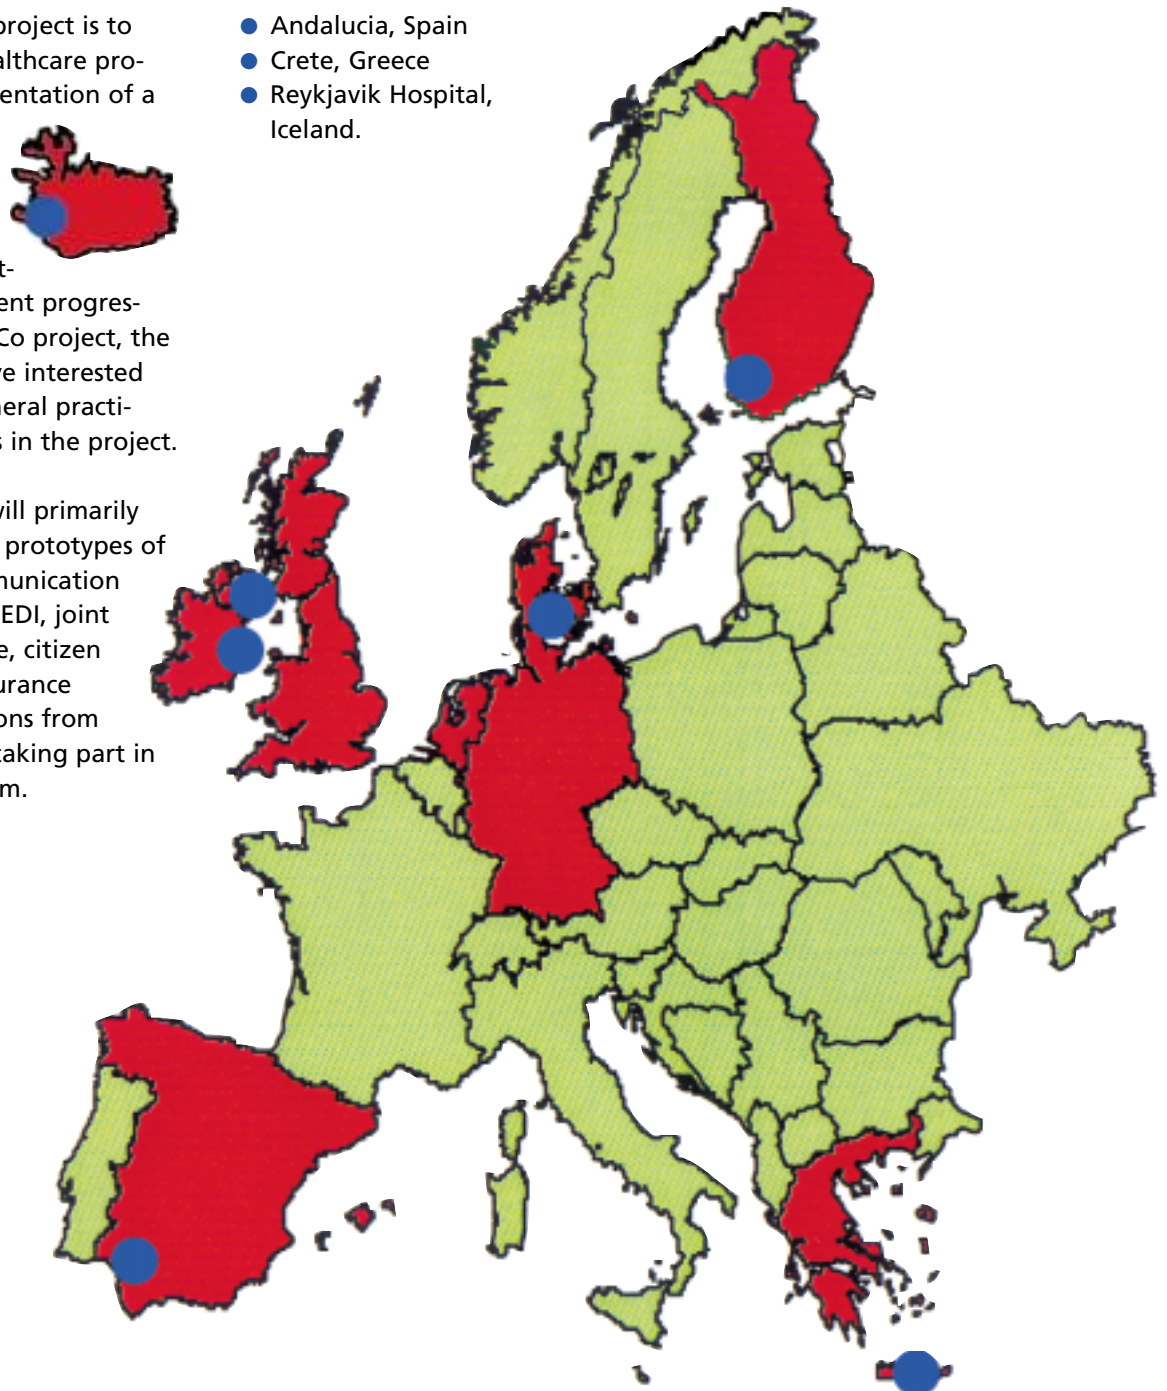 project is to
althcare pro-
entation of a
t-
ent progres-
Co project, the
ve interested
neral practi-
s in the project.
will primarily
prototypes of
munication
EDI, joint
e, citizen
urance
ons from
taking part in
m.
● Andalucia, Spain
● Crete, Greece
● Reykjavik Hospital,
Iceland.